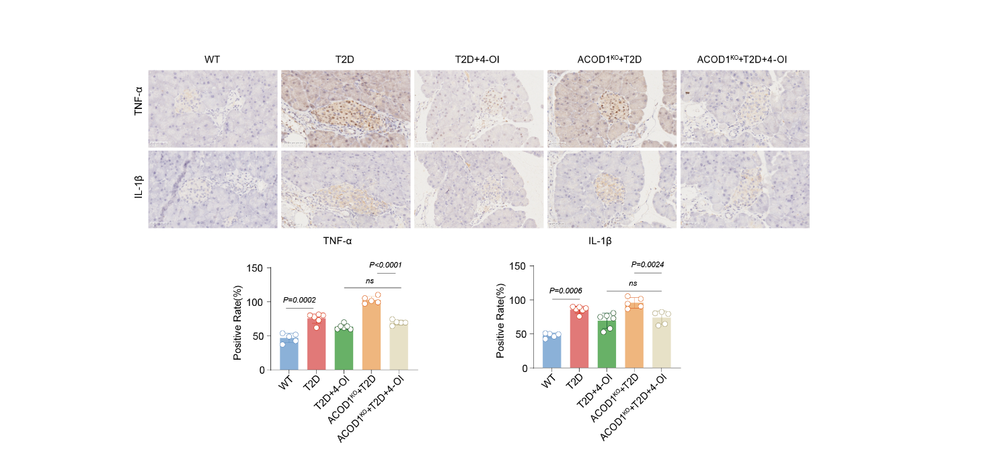 WT T2D T2D+4-OI ACOD1ᴷᴼ+T2D ACOD1ᴷᴼ+T2D+4-OI
TNF-α
IL-1β
TNF-α
Positive Rate(%)
150
100
50
0
P=0.0002
ns
P<0.0001
WT
T2D
T2D+4-OI
ACOD1ᴷᴼ+T2D
ACOD1ᴷᴼ+T2D+4-OI
IL-1β
Positive Rate(%)
150
100
50
0
P=0.0006
ns
P=0.0024
WT
T2D
T2D+4-OI
ACOD1ᴷᴼ+T2D
ACOD1ᴷᴼ+T2D+4-OI